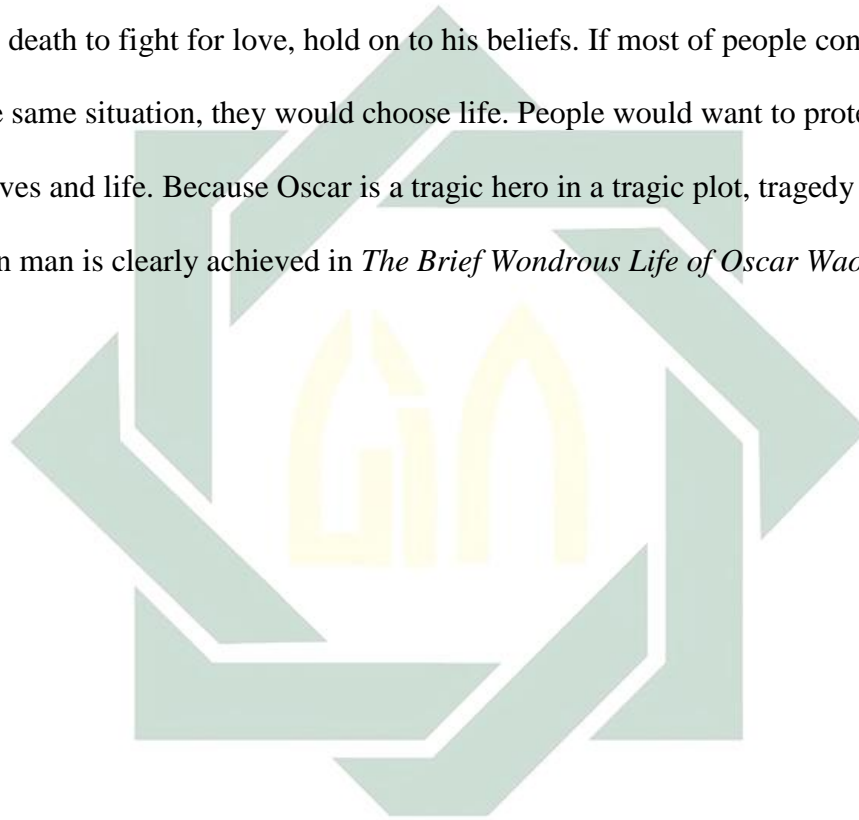 death to fight for love, hold on to his beliefs. If most of people con
same situation, they would choose life. People would want to prot
ves and life. Because Oscar is a tragic hero in a tragic plot, tragedy
n man is clearly achieved in The Brief Wondrous Life of Oscar Wao